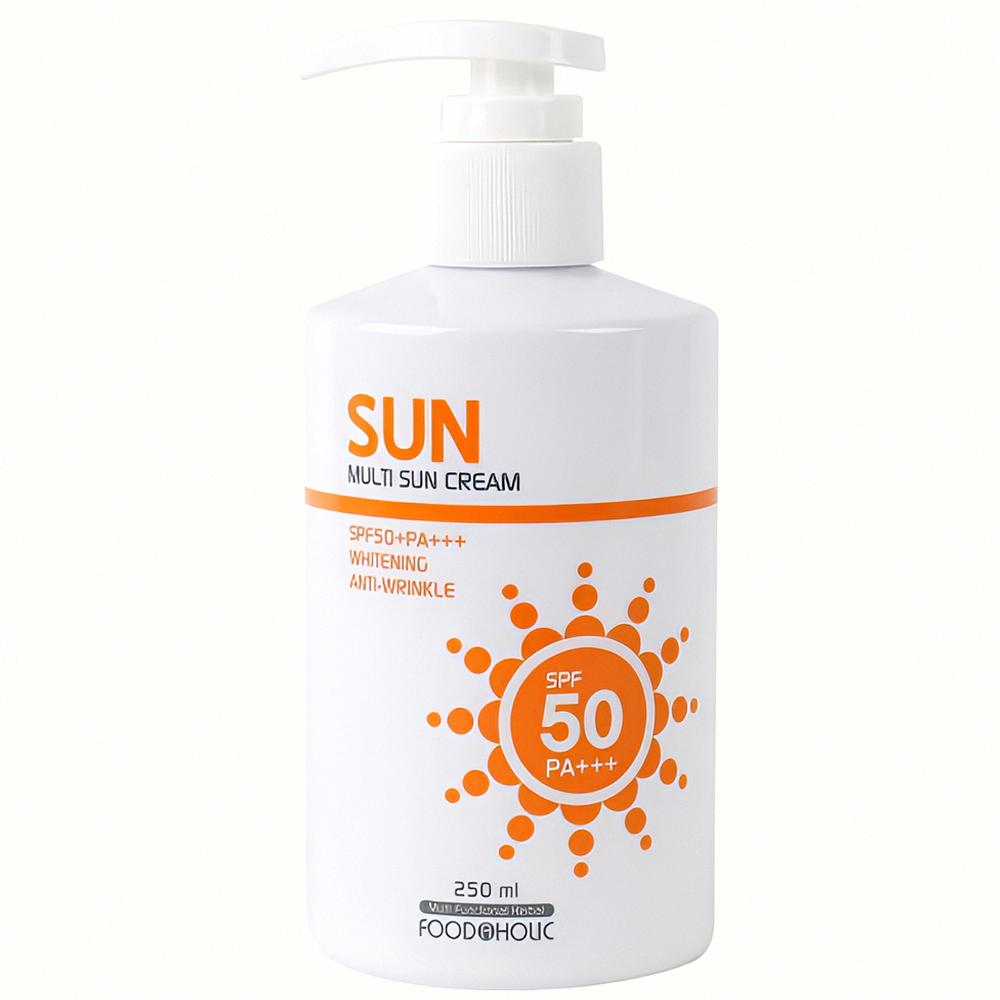 SUN
MULTI SUN CREAM
SPF50+PA+++
WHITENING
ANTI-WRINKLE
SPF
50
PA+++
250 ml
FOODAHOLIC